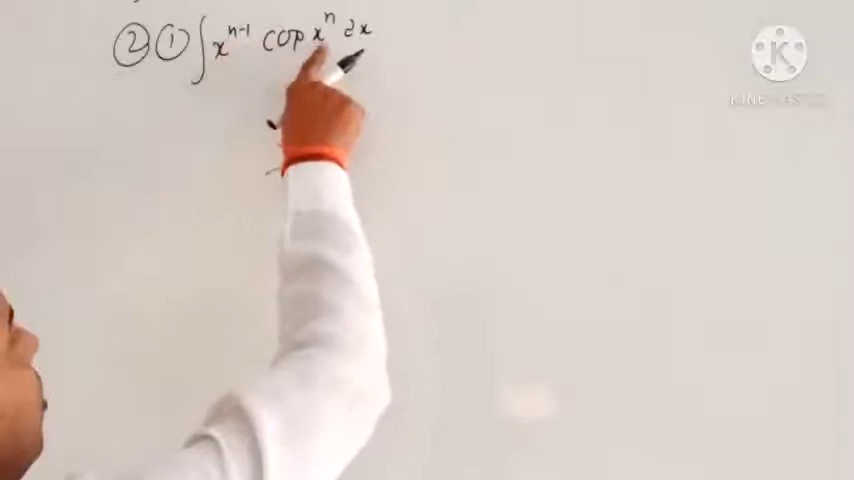 ② ① ∫ x^{n-1} cos x^n dx
KINEMASTER